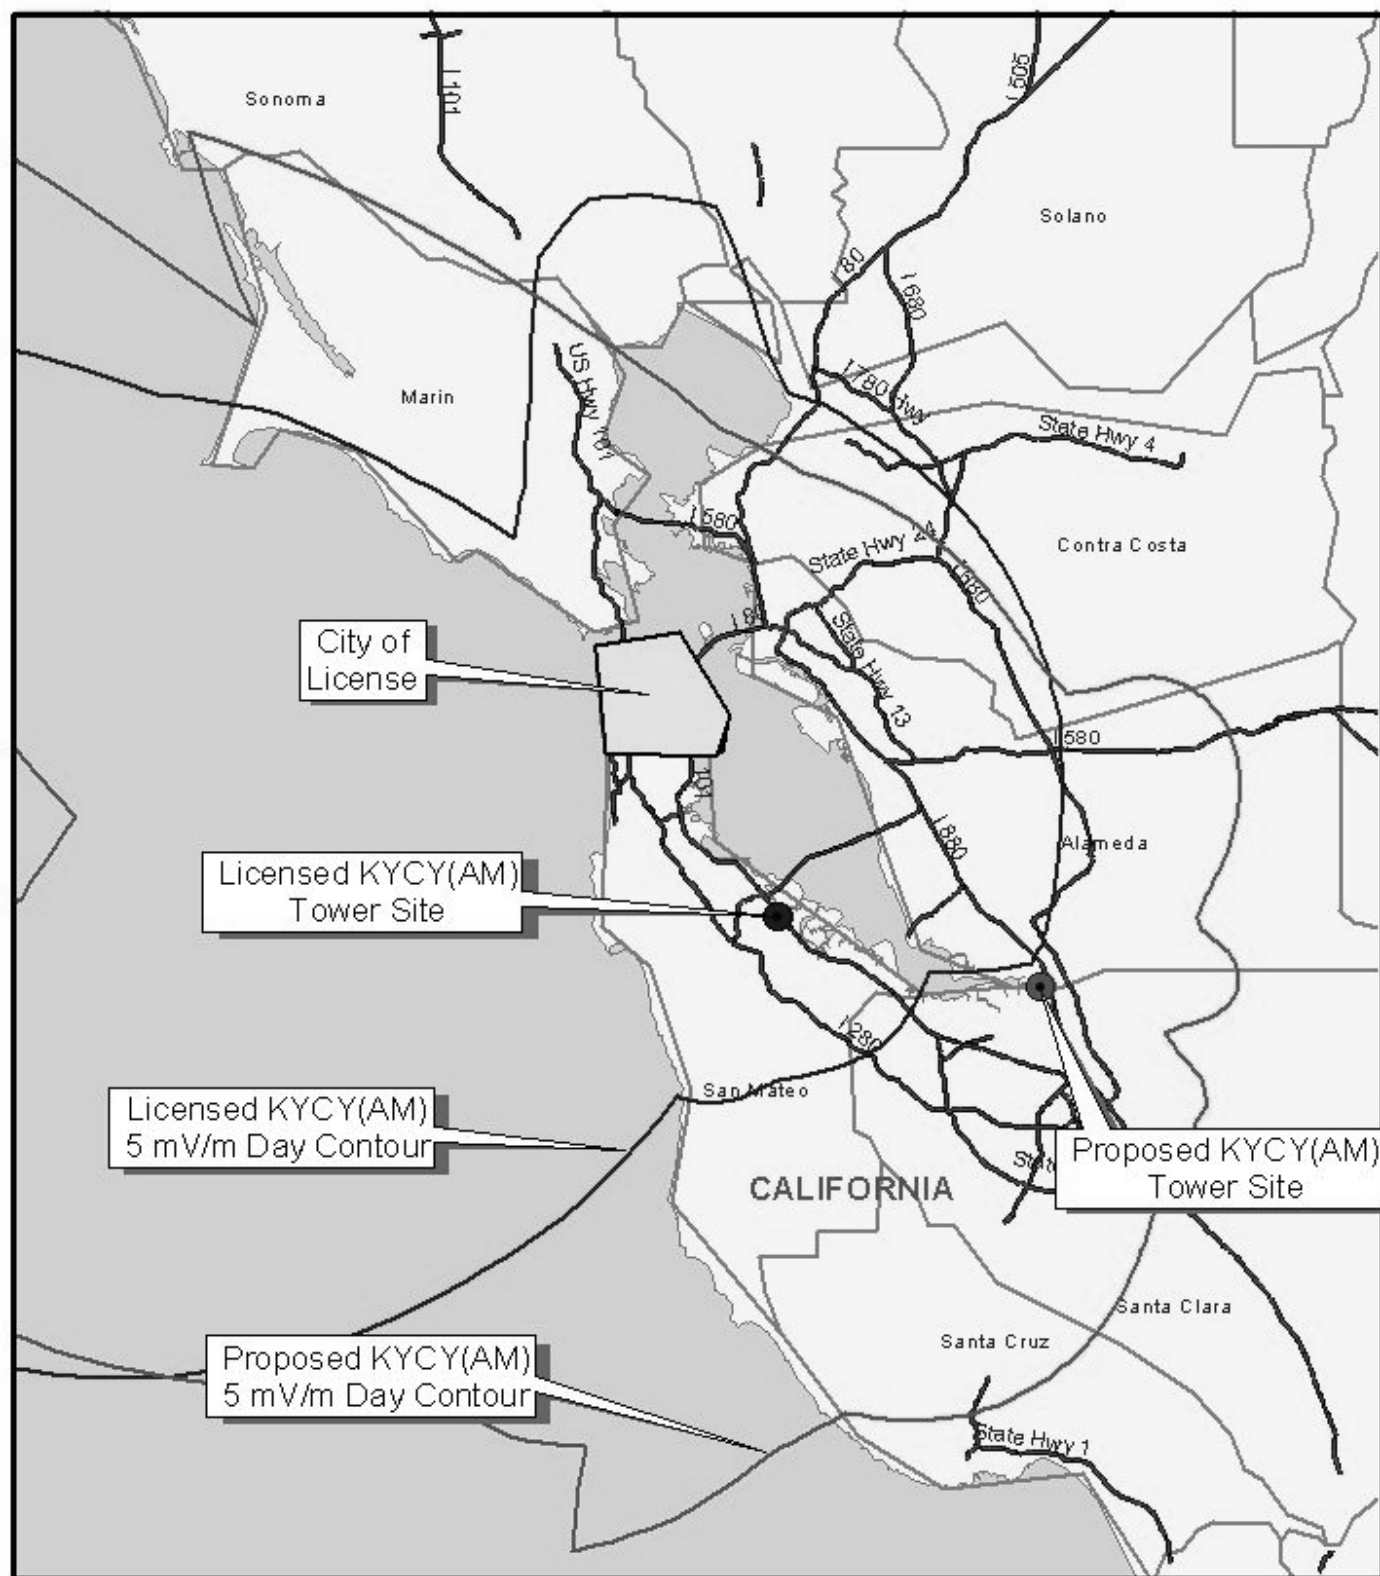 Sonoma
I 101
I 505
Solano
80
I 680
I 780 Hwy
US Hwy 101
Marin
State Hwy 4
I 580
State Hwy 24
Contra Costa
I 680
I 80
State Hwy 13
City of
License
I 580
101
I 880
Alameda
Licensed KYCY(AM)
Tower Site
I 280
San Mateo
Licensed KYCY(AM)
5 mV/m Day Contour
Proposed KYCY(AM)
Tower Site
CALIFORNIA
Santa Clara
Santa Cruz
Proposed KYCY(AM)
5 mV/m Day Contour
State Hwy 1